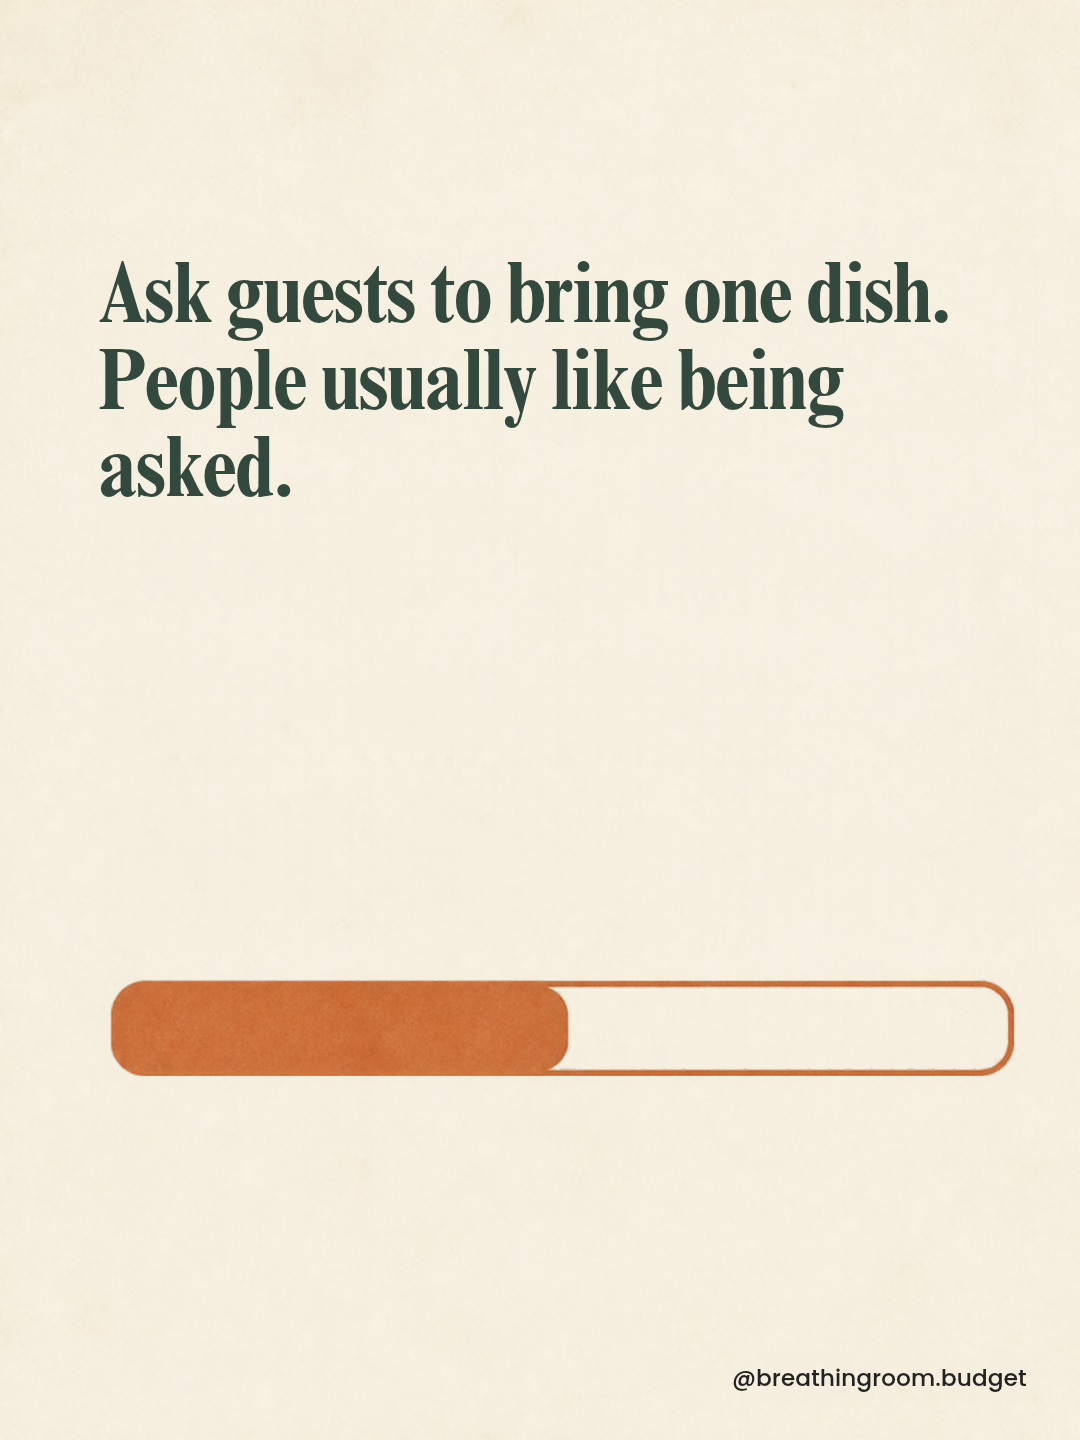 Ask guests to bring one dish.
People usually like being
asked.
@breathingroom.budget